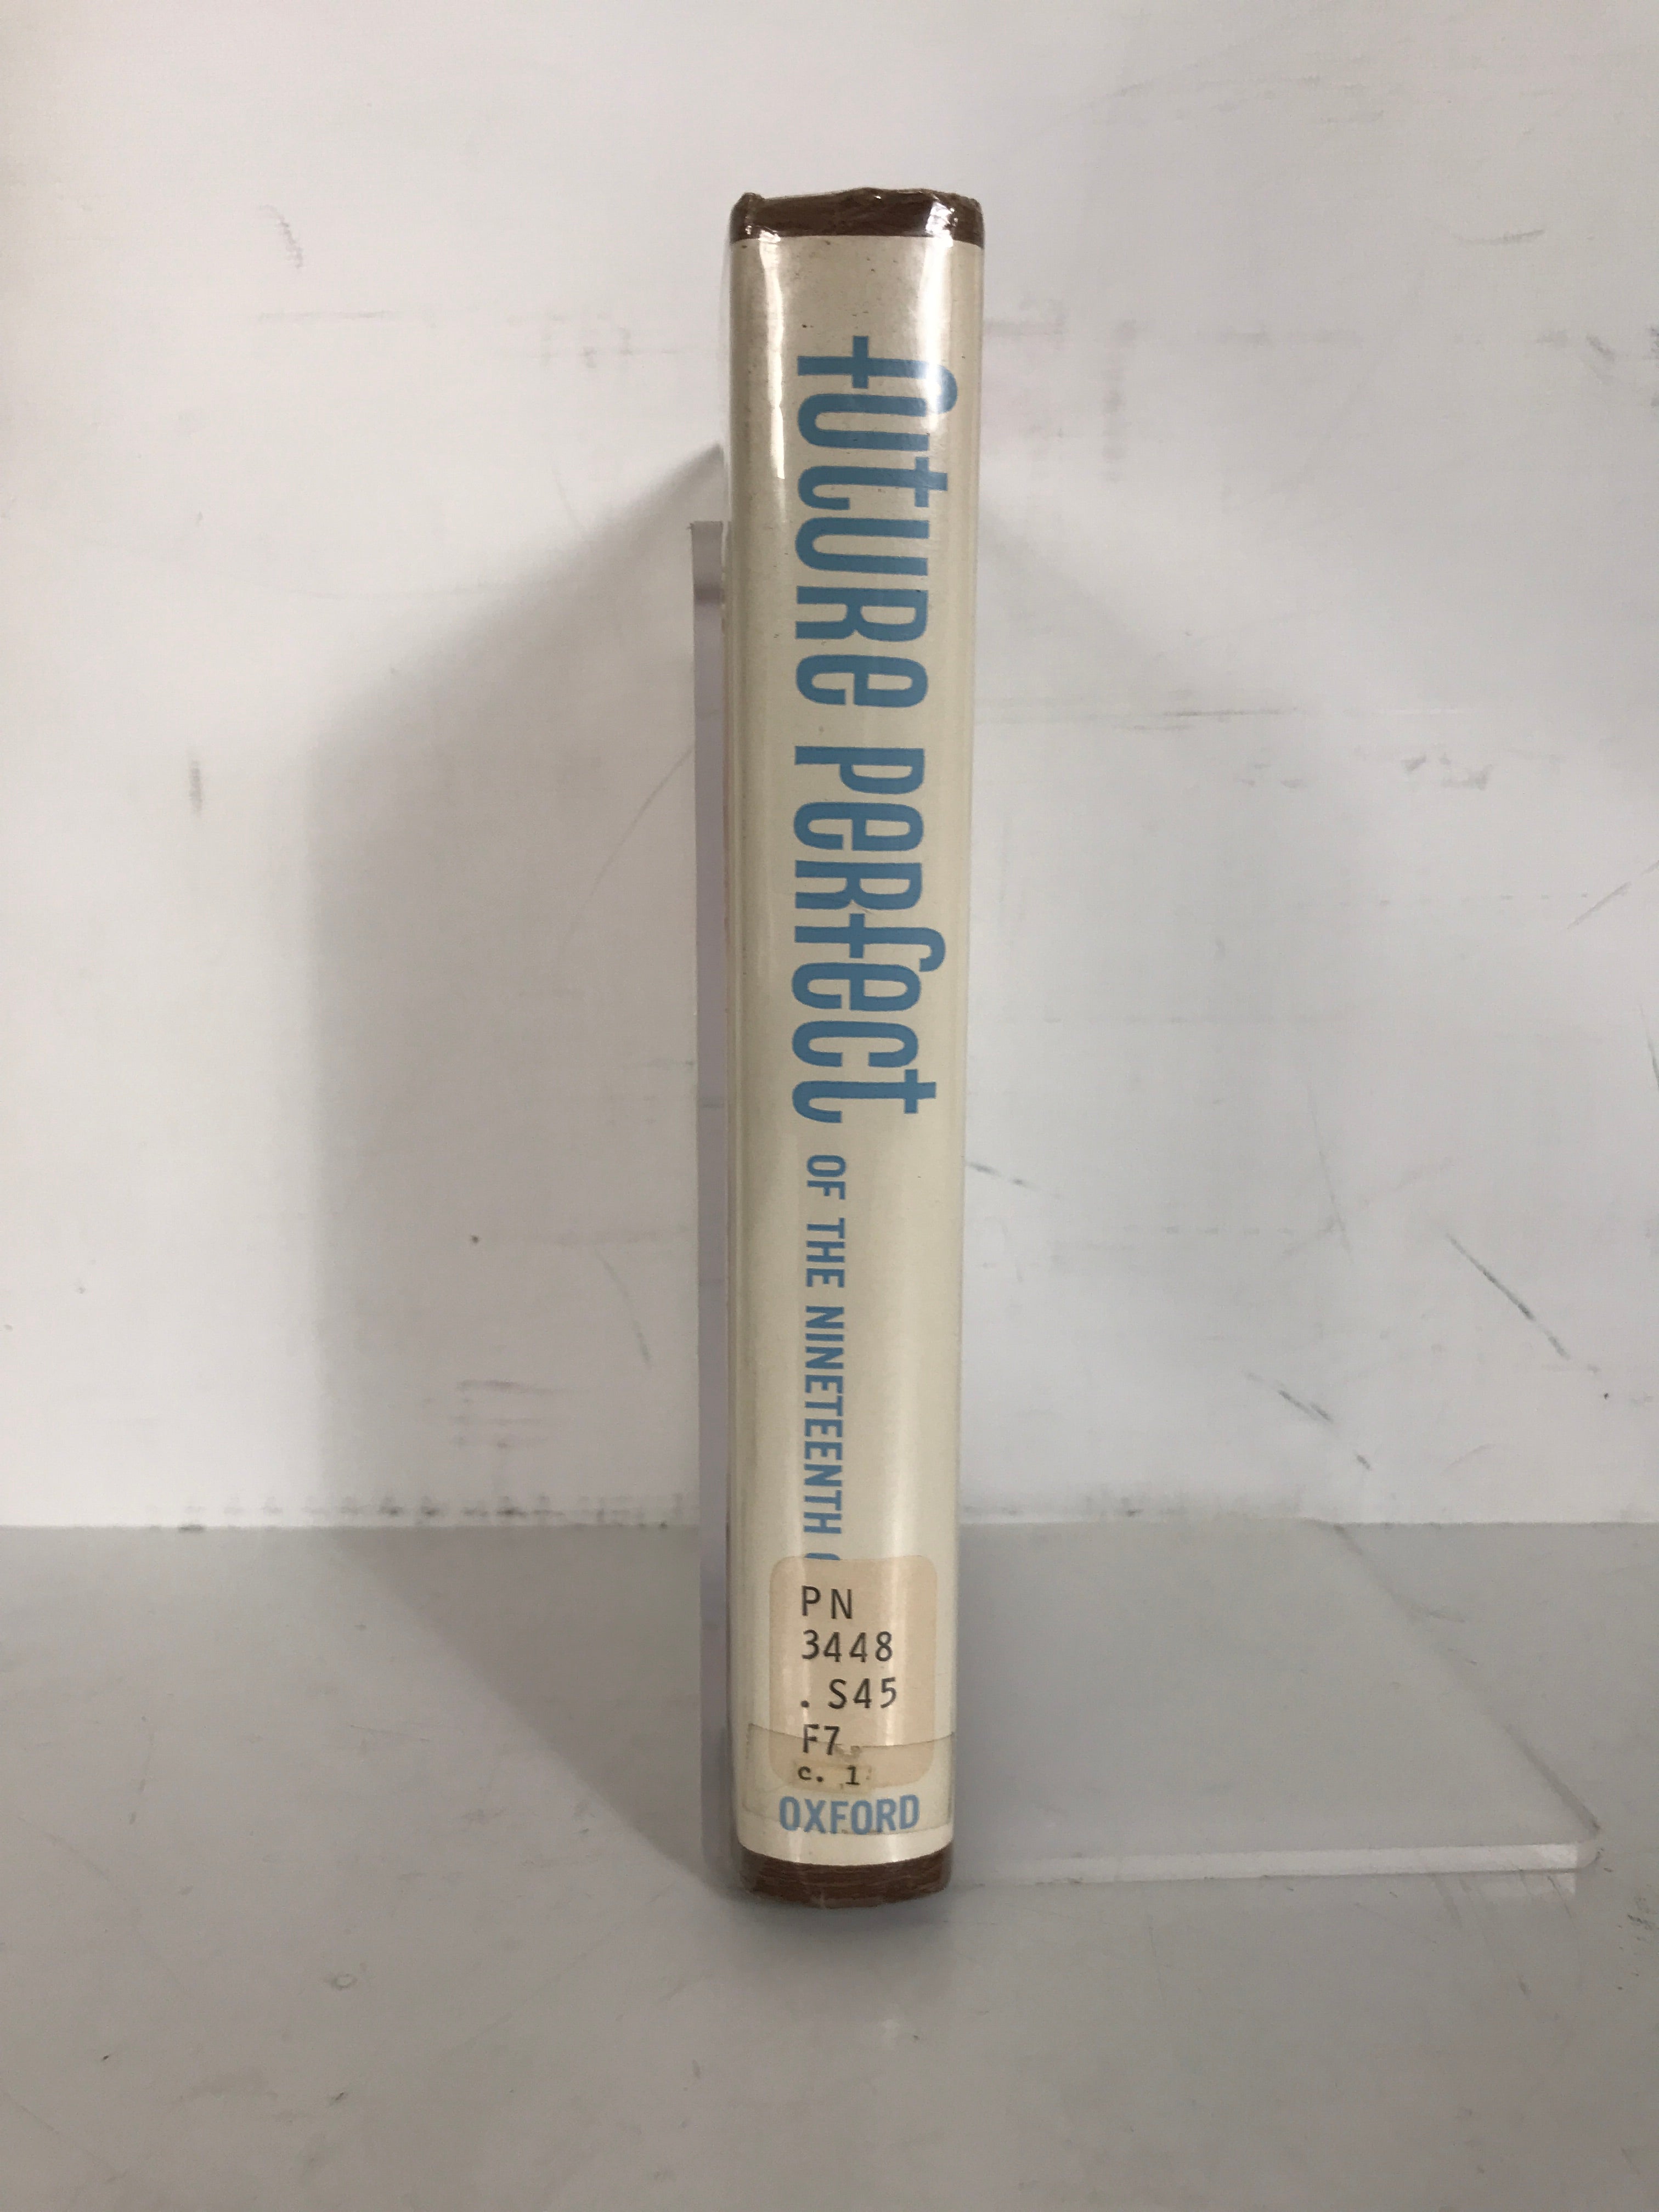 future perfect
OF THE NINETEENTH
PN
3448
.S45
F7
c. 1
OXFORD